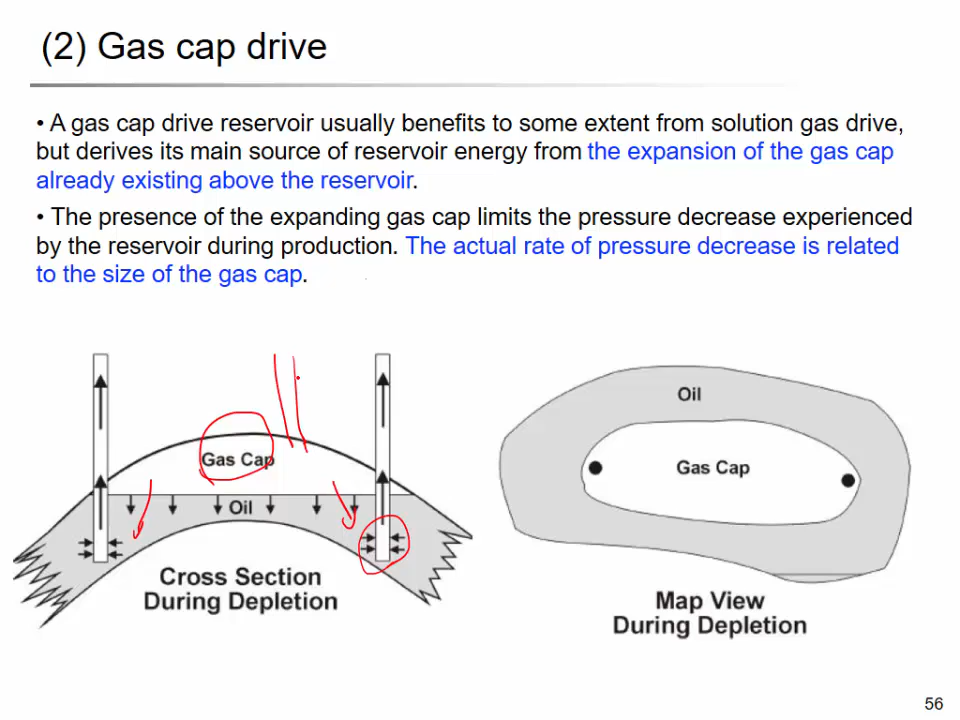 (2) Gas cap drive
• A gas cap drive reservoir usually benefits to some extent from solution gas drive,
but derives its main source of reservoir energy from the expansion of the gas cap
already existing above the reservoir.
• The presence of the expanding gas cap limits the pressure decrease experienced
by the reservoir during production. The actual rate of pressure decrease is related
to the size of the gas cap.
Gas Cap
Oil
Cross Section
During Depletion
Oil
Gas Cap
Map View
During Depletion
56